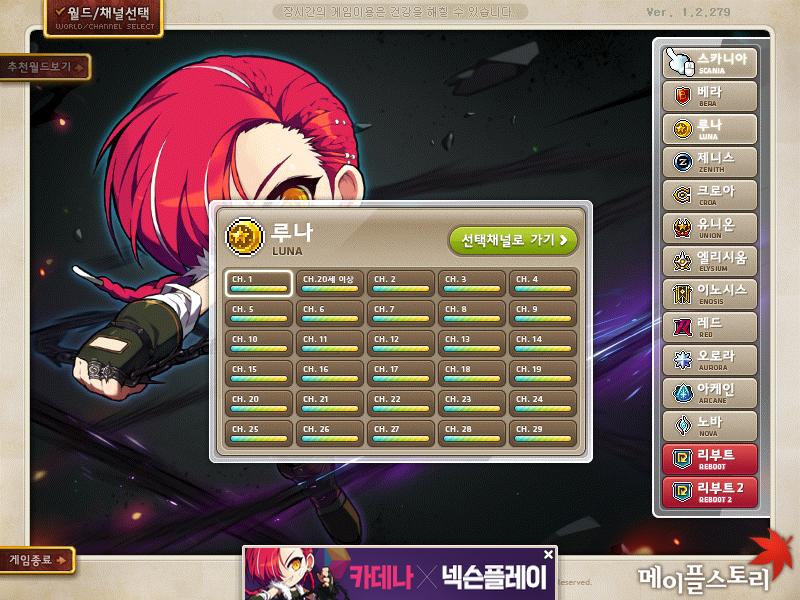 월드/채널선택
WORLD/CHANNEL SELECT
장시간의 게임이용은 건강을 해칠 수 있습니다.
Ver. 1.2.279
추천월드보기
스카니아
SCANIA
베라
BERA
루나
LUNA
제니스
ZENITH
크로아
CROA
유니온
UNION
엘리시움
ELYSIUM
이노시스
ENOSIS
레드
RED
오로라
AURORA
아케인
ARCANE
노바
NOVA
리부트
REBOOT
리부트2
REBOOT 2
루나
LUNA
선택채널로 가기
CH. 1 CH.20세 이상 CH. 2 CH. 3 CH. 4
CH. 5 CH. 6 CH. 7 CH. 8 CH. 9
CH. 10 CH. 11 CH. 12 CH. 13 CH. 14
CH. 15 CH. 16 CH. 17 CH. 18 CH. 19
CH. 20 CH. 21 CH. 22 CH. 23 CH. 24
CH. 25 CH. 26 CH. 27 CH. 28 CH. 29
게임종료
카데나 X 넥슨플레이
eserved.
메이플스토리